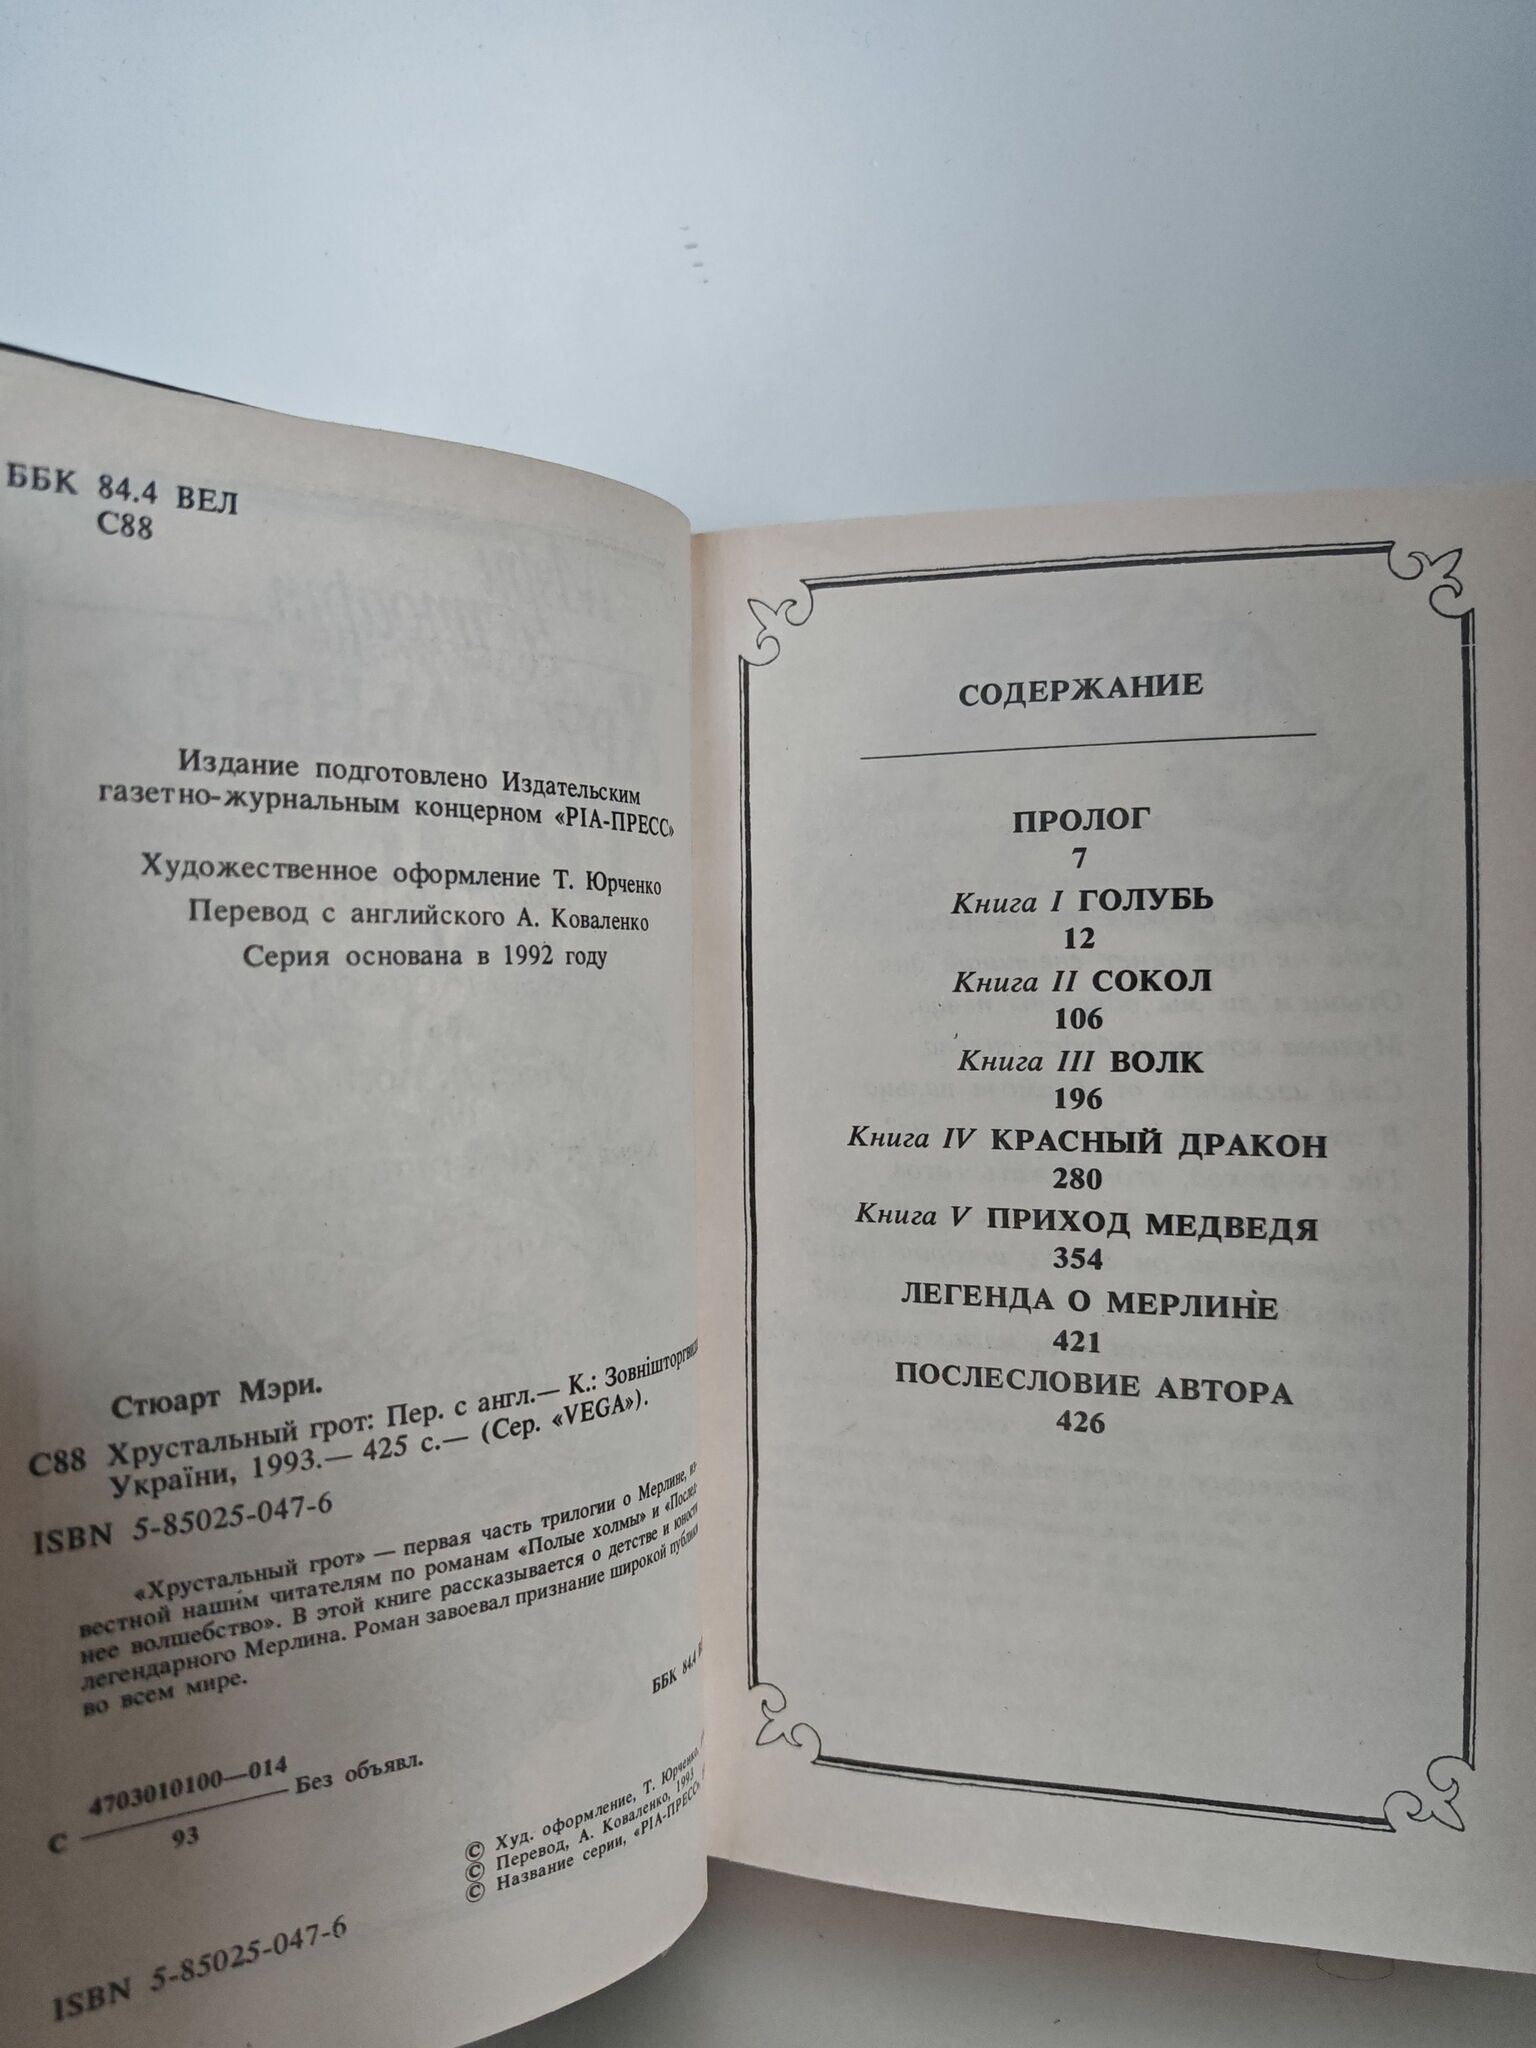 ББК 84.4 ВЕЛ
С88
Издание подготовлено Издательским
газетно-журнальным концерном «РІА-ПРЕСС»
Художественное оформление Т. Юрченко
Перевод с английского А. Коваленко
Серия основана в 1992 году
Стюарт Мэри.
С88 Хрустальный грот: Пер. с англ.— К.:
України, 1993.— 425 с.— (Сер. «VEGA»).
ISBN 5-85025-047-6
«Хрустальный грот» — первая часть трилогии о Мерлине, из-
вестной нашим читателям по романам «Полые холмы» и «Послед-
нее волшебство». В этой книге рассказывается о детстве и юности
легендарного Мерлина. Роман завоевал признание широкой публики
во всем мире.
ББК 84.4
4703010100—014
С Без объявл.
93
© Худ. оформление, Т. Юрченко,
© Перевод, А. Коваленко, 1993
© Название серии, «РІА-ПРЕСС»,
ISBN 5-85025-047-6
СОДЕРЖАНИЕ
ПРОЛОГ
7
Книга I ГОЛУБЬ
12
Книга II СОКОЛ
106
Книга III ВОЛК
196
Книга IV КРАСНЫЙ ДРАКОН
280
Книга V ПРИХОД МЕДВЕДЯ
354
ЛЕГЕНДА О МЕРЛИНЕ
421
ПОСЛЕСЛОВИЕ АВТОРА
426